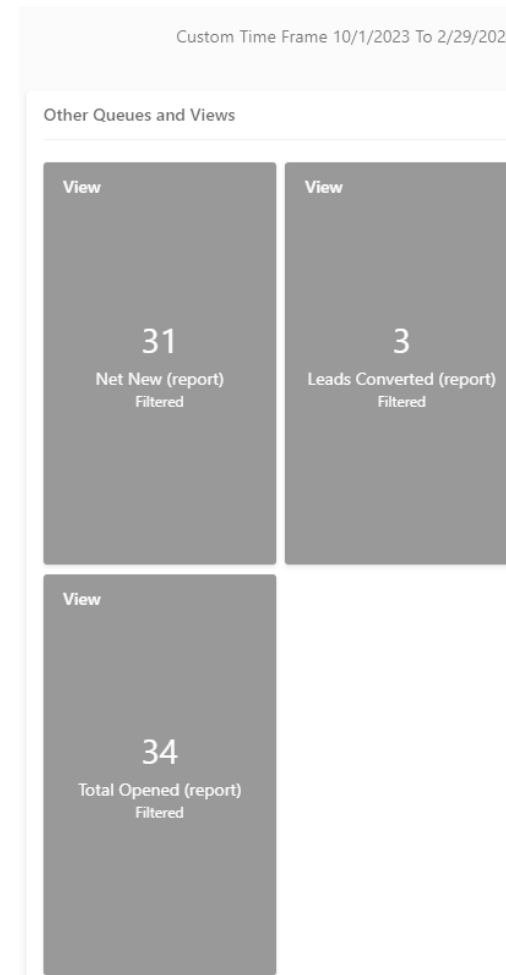 Custom Time Frame 10/1/2023 To 2/29/202
Other Queues and Views
View
31
Net New (report)
Filtered
View
3
Leads Converted (report)
Filtered
View
34
Total Opened (report)
Filtered